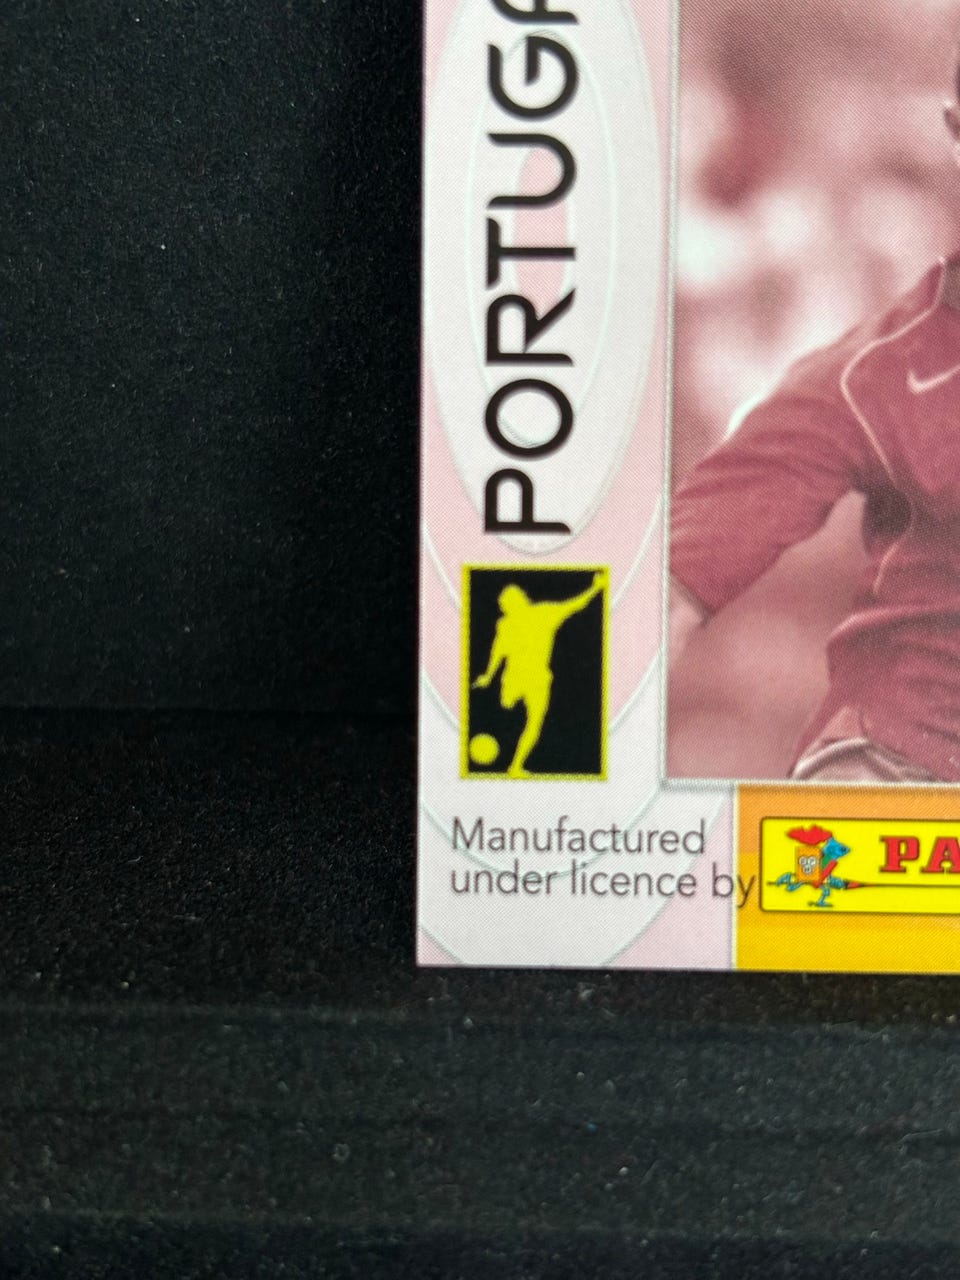 PORTUGA
Manufactured
under licence by
PA